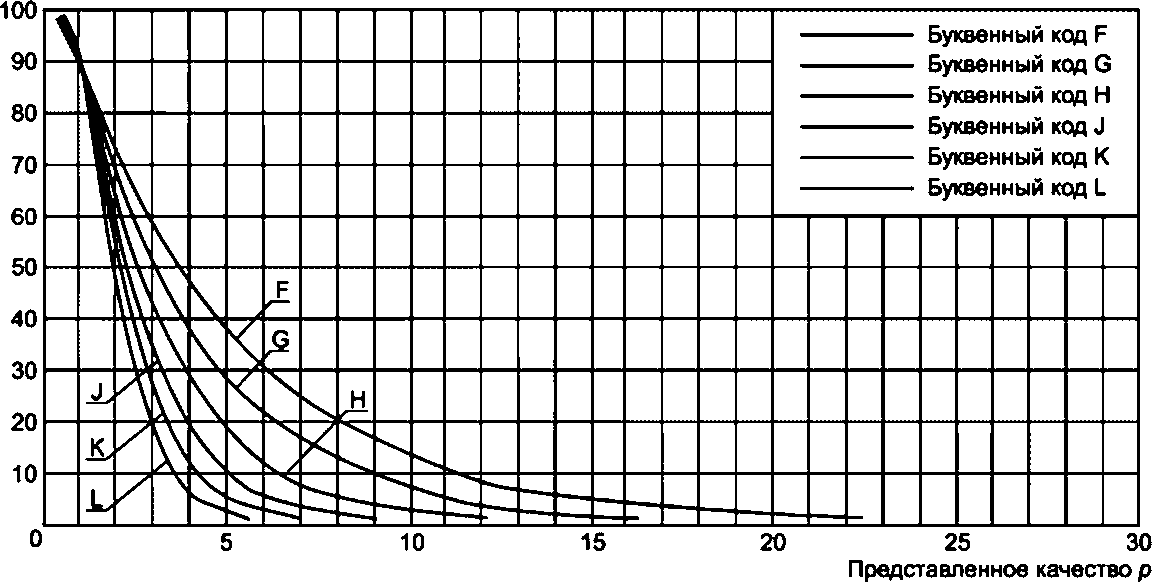 100
90
80
70
60
50
40
30
20
10
0
5
10
15
20
25
30
Буквенный код F
Буквенный код G
Буквенный код H
Буквенный код J
Буквенный код K
Буквенный код L
F
G
H
J
K
L
Представленное качество p